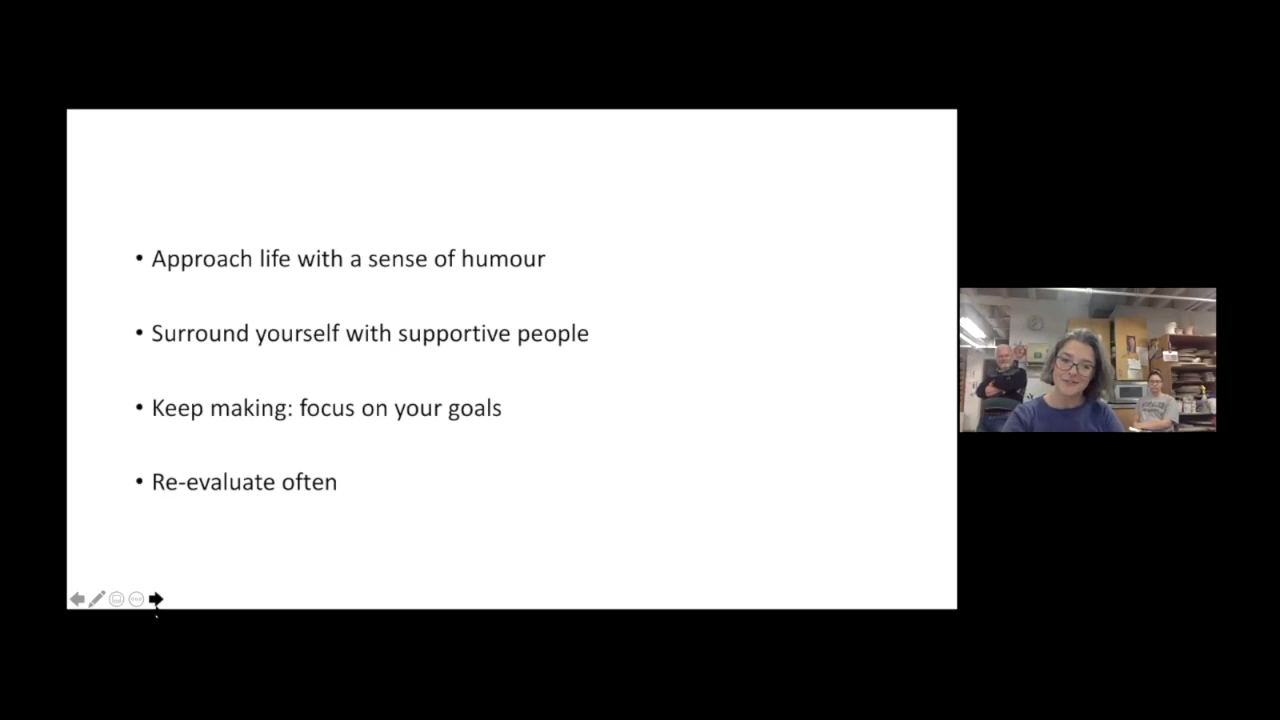 • Approach life with a sense of humour
• Surround yourself with supportive people
• Keep making: focus on your goals
• Re-evaluate often